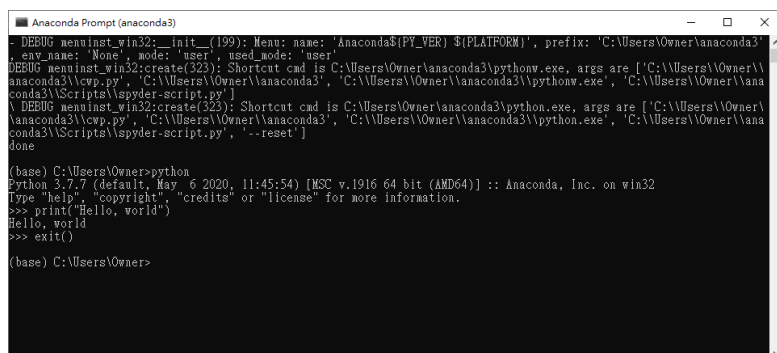 Anaconda Prompt (anaconda3)
- DEBUG menuinst_win32:__init__(199): Menu: name: 'Anaconda${PY_VER} ${PLATFORM}', prefix: 'C:\Users\Owner\anaconda3'
, env_name: 'None', mode: 'user', used_mode: 'user'
DEBUG menuinst_win32:create(323): Shortcut cmd is C:\Users\Owner\anaconda3\pythonw.exe, args are ['C:\\Users\\Owner\\
anaconda3\\cwp.py', 'C:\\Users\\Owner\\anaconda3', 'C:\\Users\\Owner\\anaconda3\\pythonw.exe', 'C:\\Users\\Owner\\ana
conda3\\Scripts\\spyder-script.py']
\ DEBUG menuinst_win32:create(323): Shortcut cmd is C:\Users\Owner\anaconda3\python.exe, args are ['C:\\Users\\Owner\
\anaconda3\\cwp.py', 'C:\\Users\\Owner\\anaconda3', 'C:\\Users\\Owner\\anaconda3\\python.exe', 'C:\\Users\\Owner\\ana
conda3\\Scripts\\spyder-script.py', '--reset']
done
(base) C:\Users\Owner>python
Python 3.7.7 (default, May  6 2020, 11:45:54) [MSC v.1916 64 bit (AMD64)] :: Anaconda, Inc. on win32
Type "help", "copyright", "credits" or "license" for more information.
>>> print("Hello, world")
Hello, world
>>> exit()
(base) C:\Users\Owner>